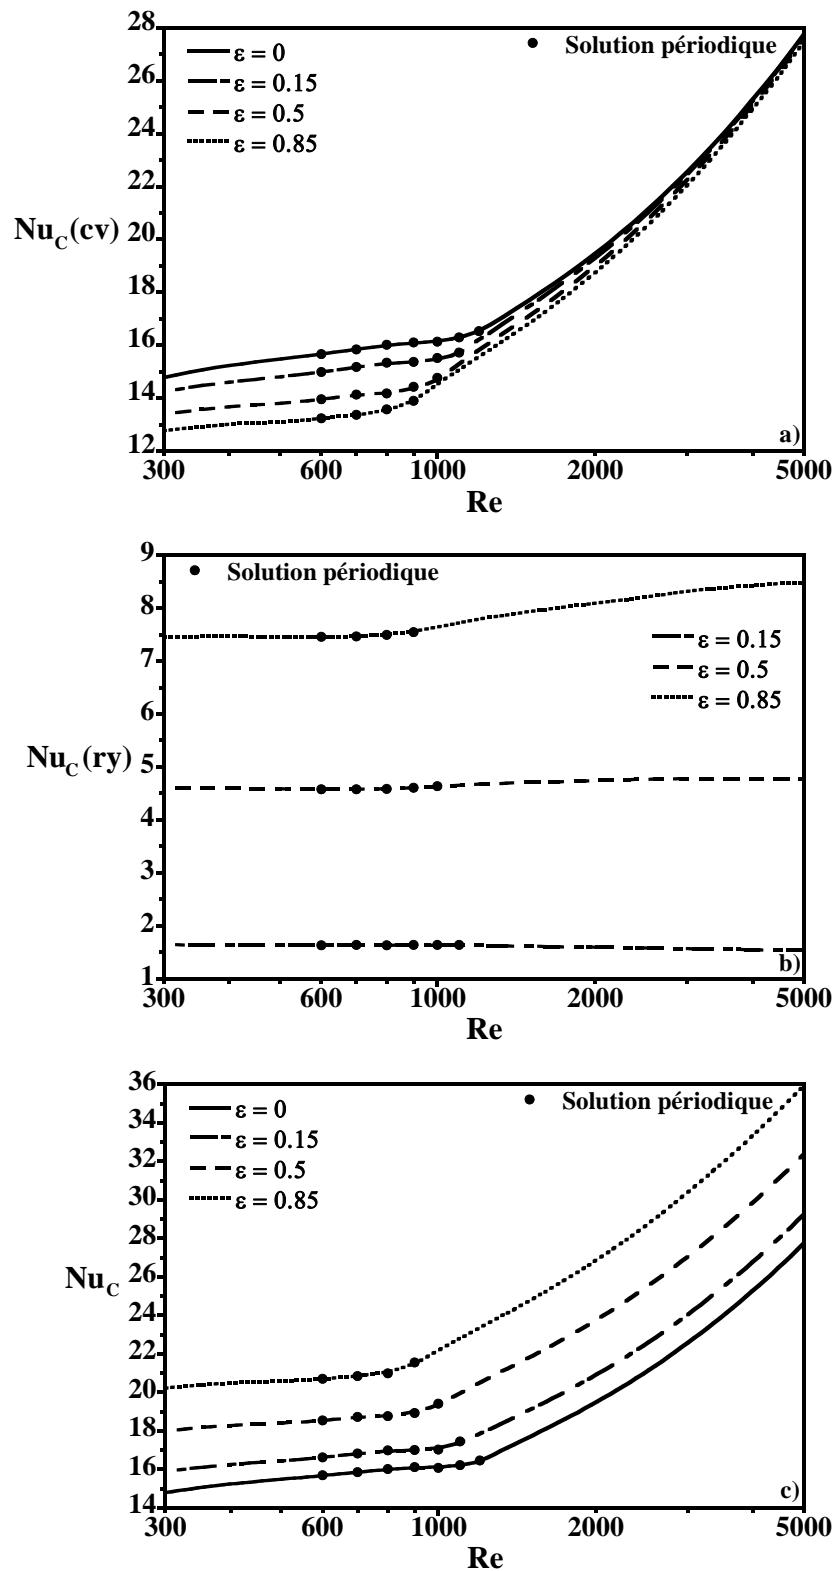 28
26
24
22
20
18
16
14
12
Nu_C(cv)
ε = 0
ε = 0.15
ε = 0.5
ε = 0.85
Solution périodique
a)
300 600 1000 2000 5000
Re
9
8
7
6
5
4
3
2
1
Nu_C(ry)
Solution périodique
ε = 0.15
ε = 0.5
ε = 0.85
b)
300 600 1000 2000 5000
Re
36
34
32
30
28
26
24
22
20
18
16
14
Nu_C
ε = 0
ε = 0.15
ε = 0.5
ε = 0.85
Solution périodique
c)
300 600 1000 2000 5000
Re